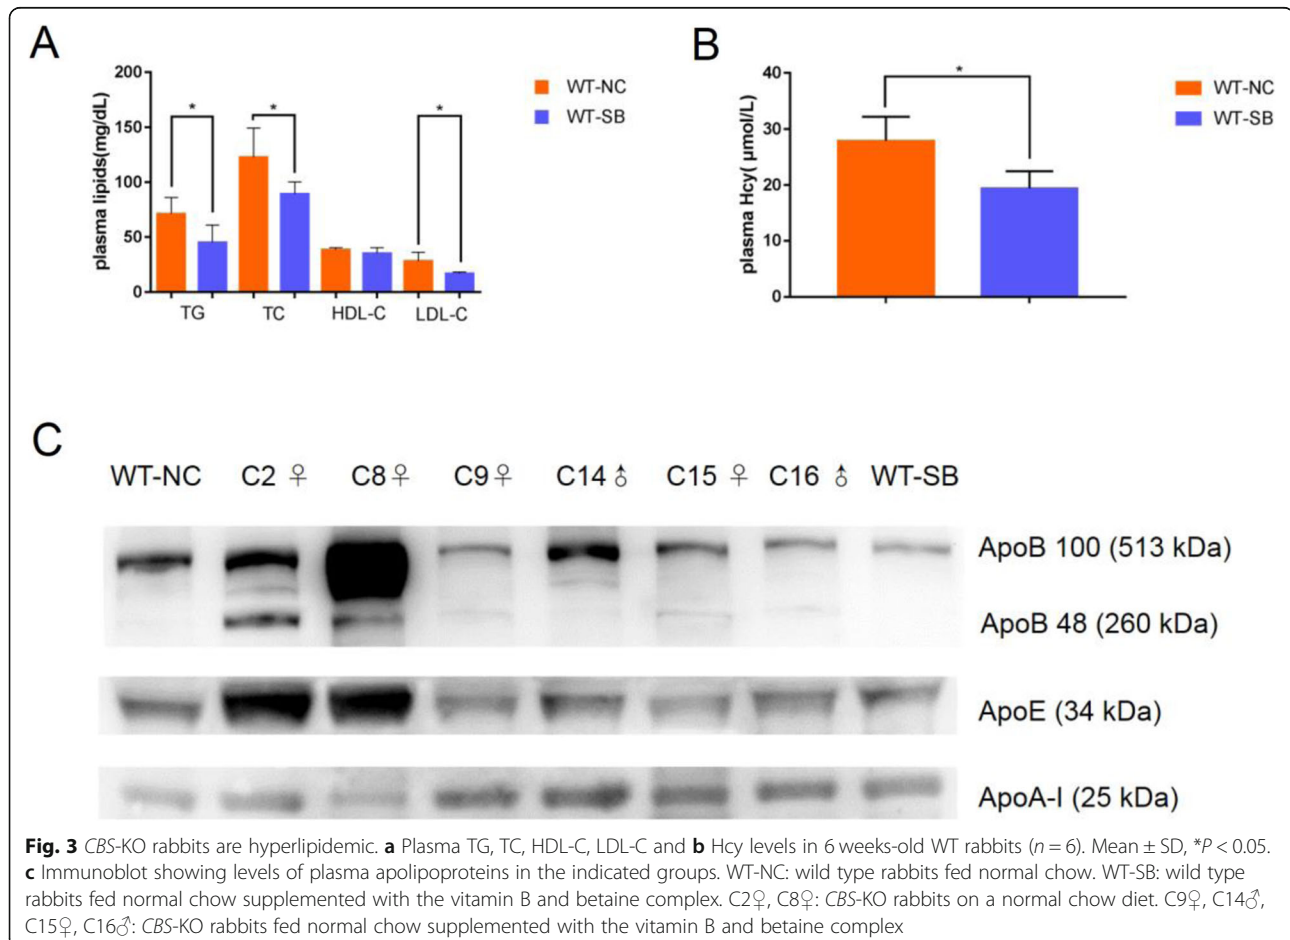 A
plasma lipids(mg/dL)
200
150
100
50
0
*
*
*
TG
TC
HDL-C
LDL-C
WT-NC
WT-SB
B
plasma Hcy( μmol/L)
40
30
20
10
0
*
WT-NC
WT-SB
C
WT-NC C2 ♀ C8♀ C9♀ C14♂ C15 ♀ C16 ♂ WT-SB
ApoB 100 (513 kDa)
ApoB 48 (260 kDa)
ApoE (34 kDa)
ApoA-I (25 kDa)
Fig. 3 CBS-KO rabbits are hyperlipidemic. a Plasma TG, TC, HDL-C, LDL-C and b Hcy levels in 6 weeks-old WT rabbits (n = 6). Mean ± SD, *P < 0.05.
c Immunoblot showing levels of plasma apolipoproteins in the indicated groups. WT-NC: wild type rabbits fed normal chow. WT-SB: wild type
rabbits fed normal chow supplemented with the vitamin B and betaine complex. C2♀, C8♀: CBS-KO rabbits on a normal chow diet. C9♀, C14♂,
C15♀, C16♂: CBS-KO rabbits fed normal chow supplemented with the vitamin B and betaine complex